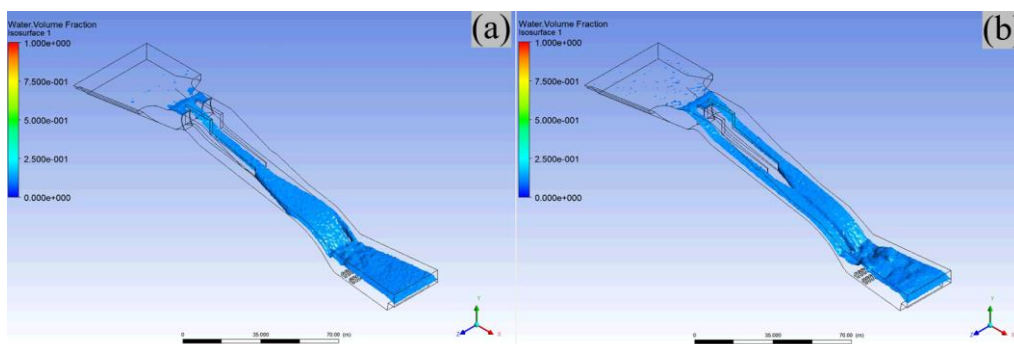 Water.Volume Fraction
Isosurface 1
1.000e+000
7.500e-001
5.000e-001
2.500e-001
0.000e+000
(a)
Y
Z
X
0 35.000 70.00 (m)
Water.Volume Fraction
Isosurface 1
1.000e+000
7.500e-001
5.000e-001
2.500e-001
0.000e+000
(b)
Y
Z
0 35.000 70.00 (m)